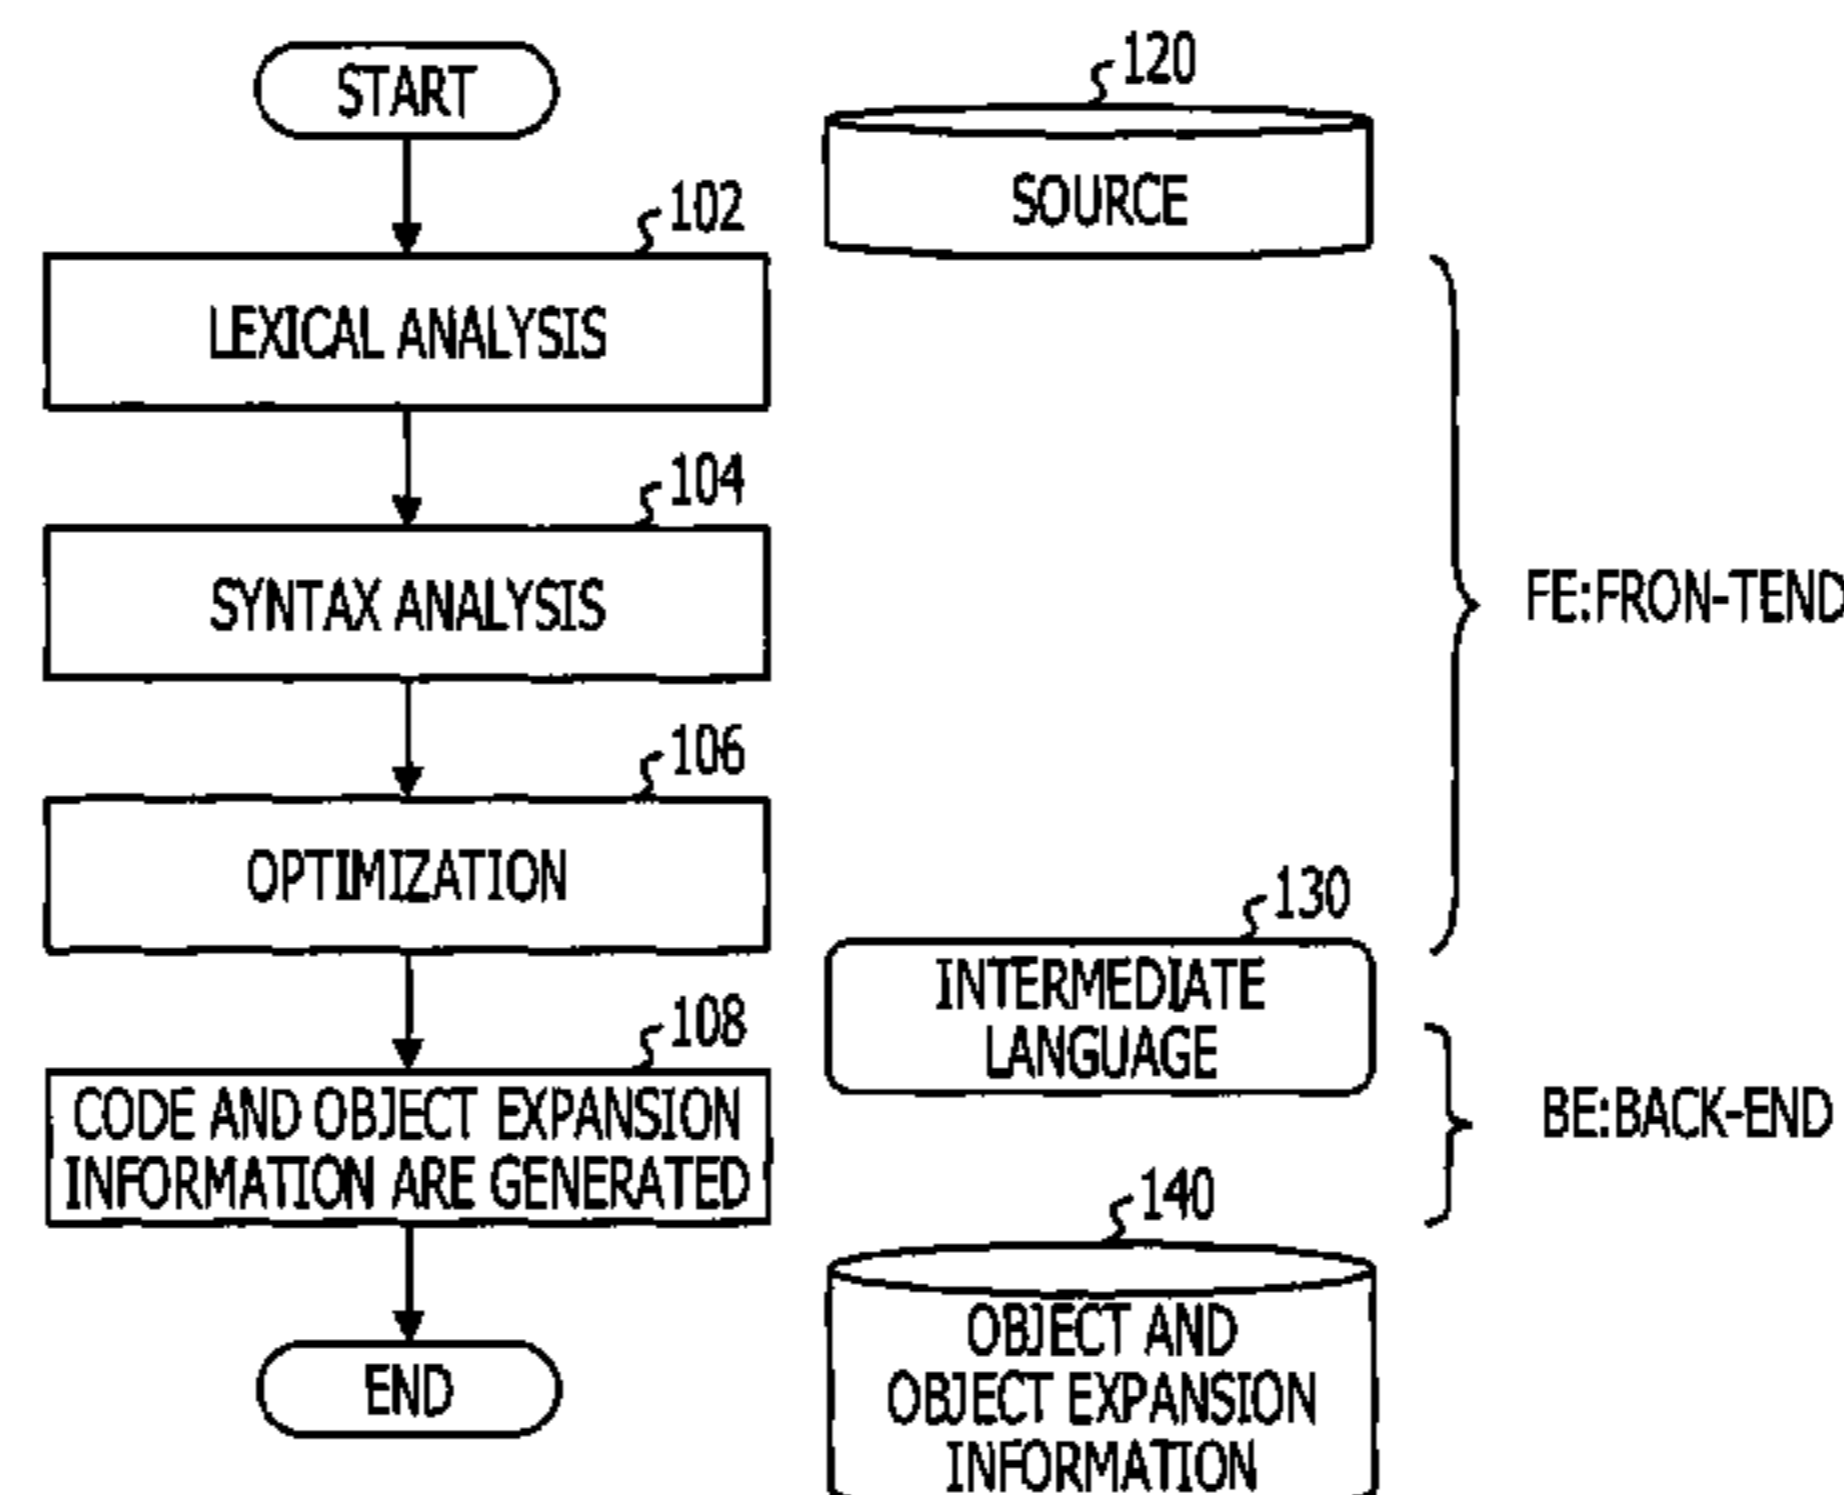 START
120
SOURCE
102
LEXICAL ANALYSIS
104
SYNTAX ANALYSIS
FE:FRON-TEND
106
OPTIMIZATION
130
INTERMEDIATE
LANGUAGE
108
CODE AND OBJECT EXPANSION
INFORMATION ARE GENERATED
BE:BACK-END
140
OBJECT AND
OBJECT EXPANSION
INFORMATION
END